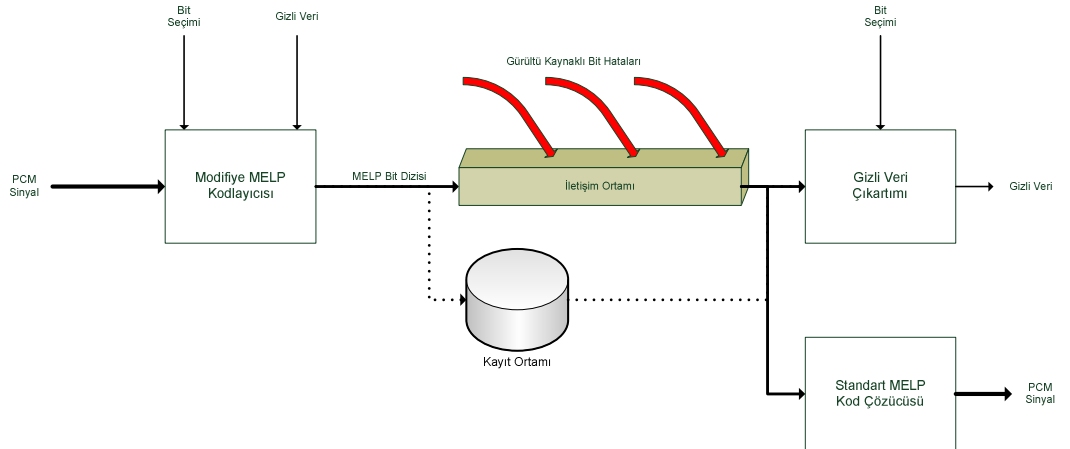 Bit
Seçimi
Gizli Veri
Bit
Seçimi
Gürültü Kaynaklı Bit Hataları
PCM
Sinyal
Modifiye MELP
Kodlayıcısı
MELP Bit Dizisi
İletişim Ortamı
Gizli Veri
Çıkartımı
Gizli Veri
Kayıt Ortamı
Standart MELP
Kod Çözücüsü
PCM
Sinyal